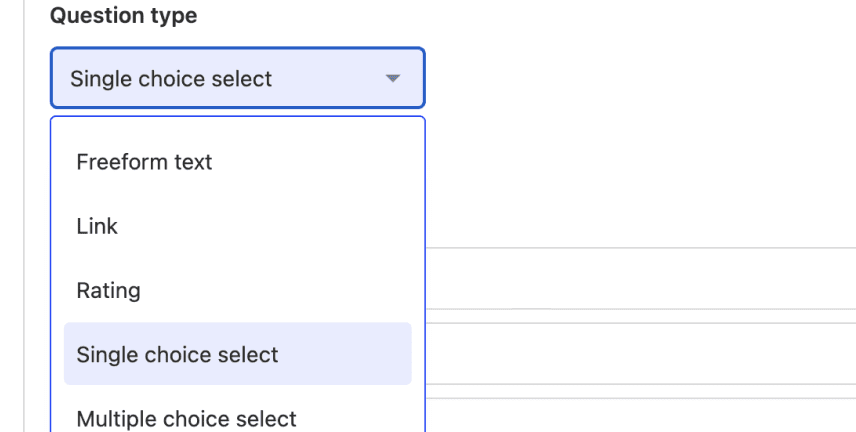 Question type
Single choice select
Freeform text
Link
Rating
Single choice select
Multiple choice select